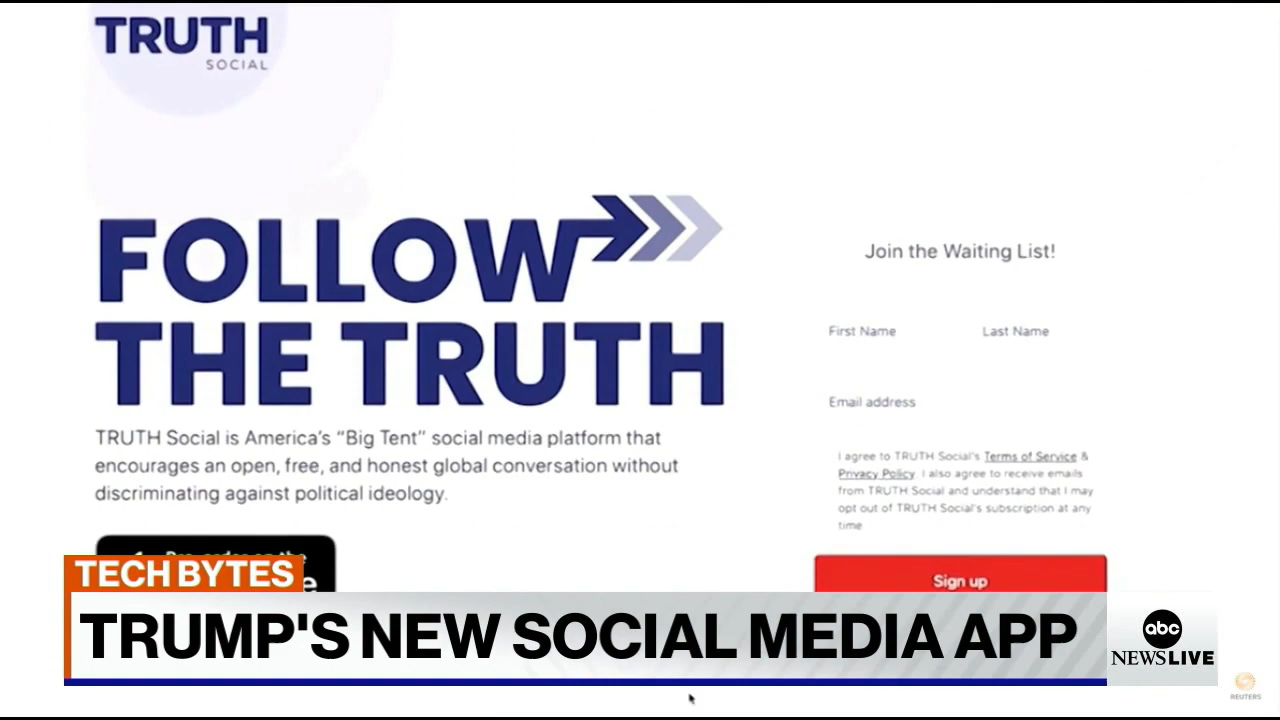 TRUTH
SOCIAL
FOLLOW
THE TRUTH
TRUTH Social is America's “Big Tent” social media platform that
encourages an open, free, and honest global conversation without
discriminating against political ideology.
Join the Waiting List!
First Name Last Name
Email address
I agree to TRUTH Social's Terms of Service &
Privacy Policy. I also agree to receive emails
from TRUTH Social and understand that I may
opt out of TRUTH Social's subscription at any
time
Sign up
TECH BYTES
TRUMP'S NEW SOCIAL MEDIA APP
abc
NEWS LIVE
REUTERS